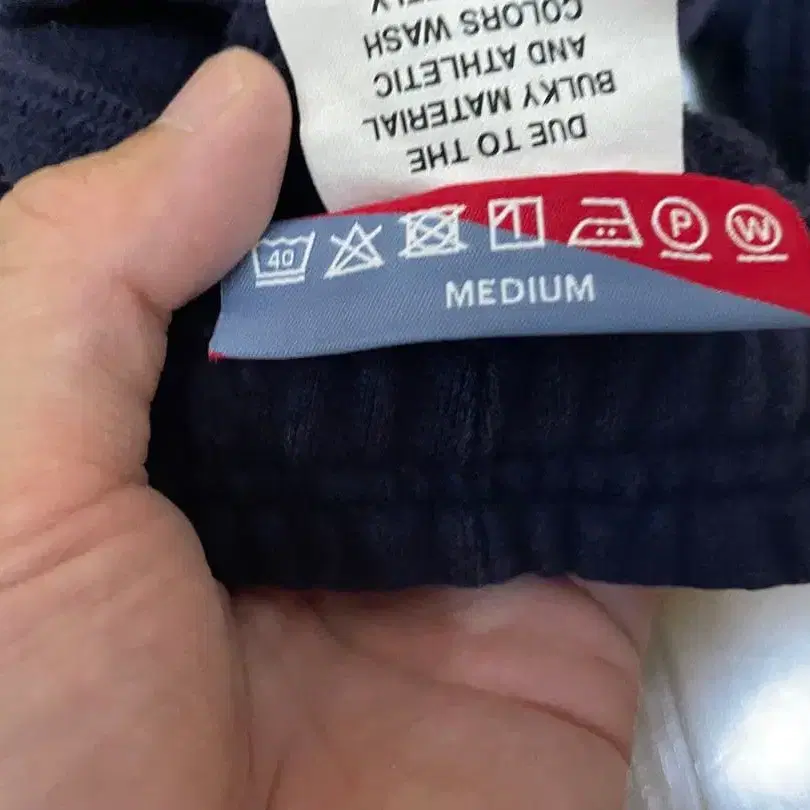 DUE TO THE
BULKY MATERIAL
AND ATHLETIC
COLORS WASH
40
P
W
MEDIUM